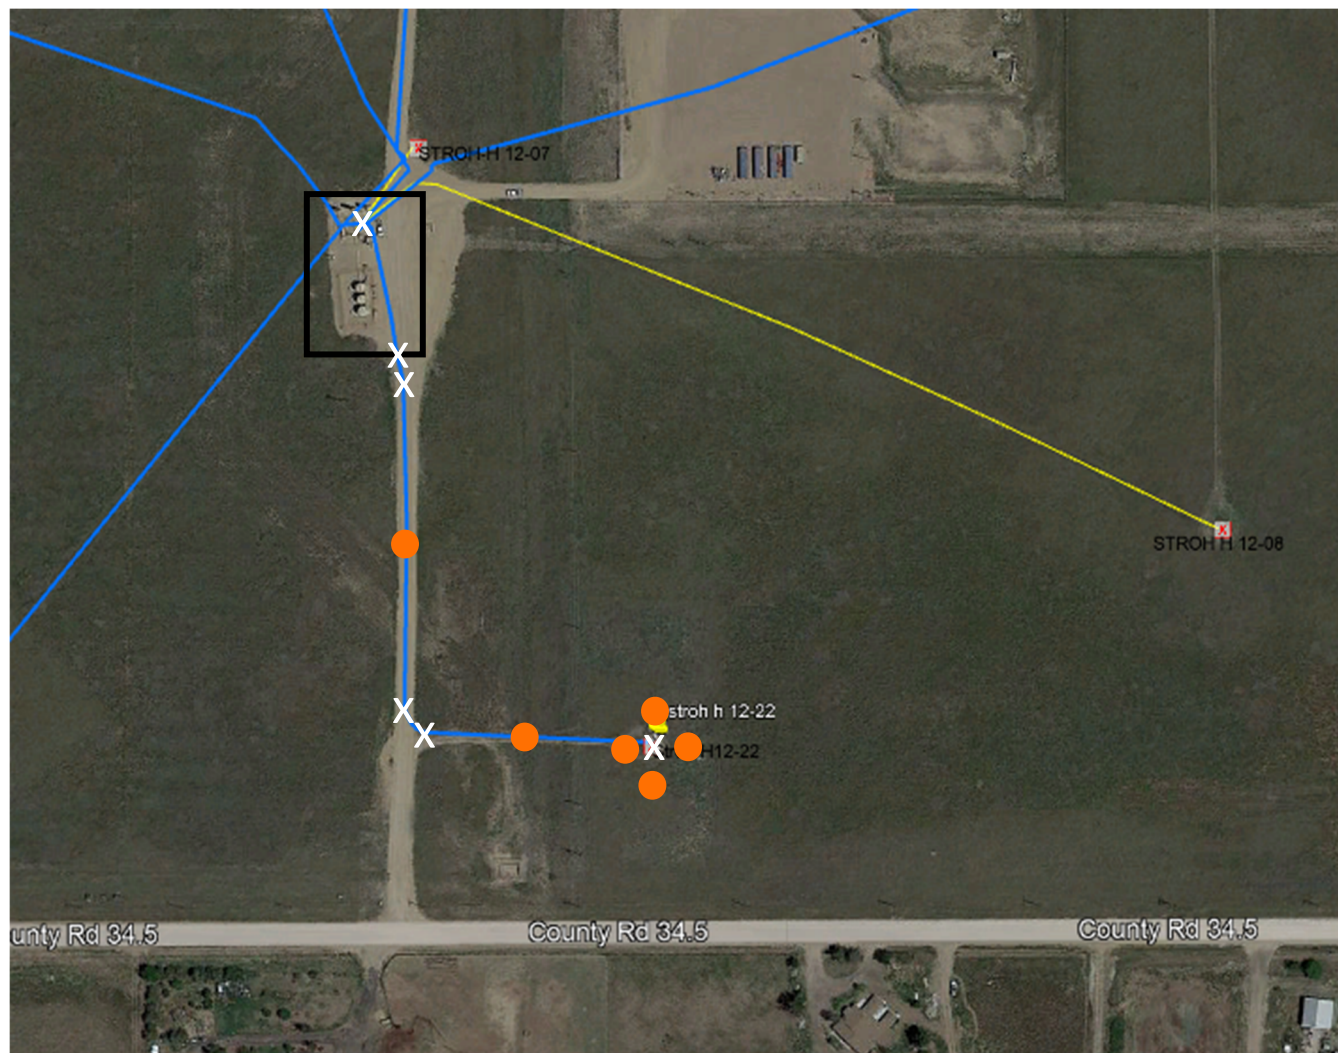 STROH-H 12-07
X
X
X
STROH H 12-08
stroh h 12-22
X
X
X
H12-22
unty Rd 34.5
County Rd 34.5
County Rd 34.5